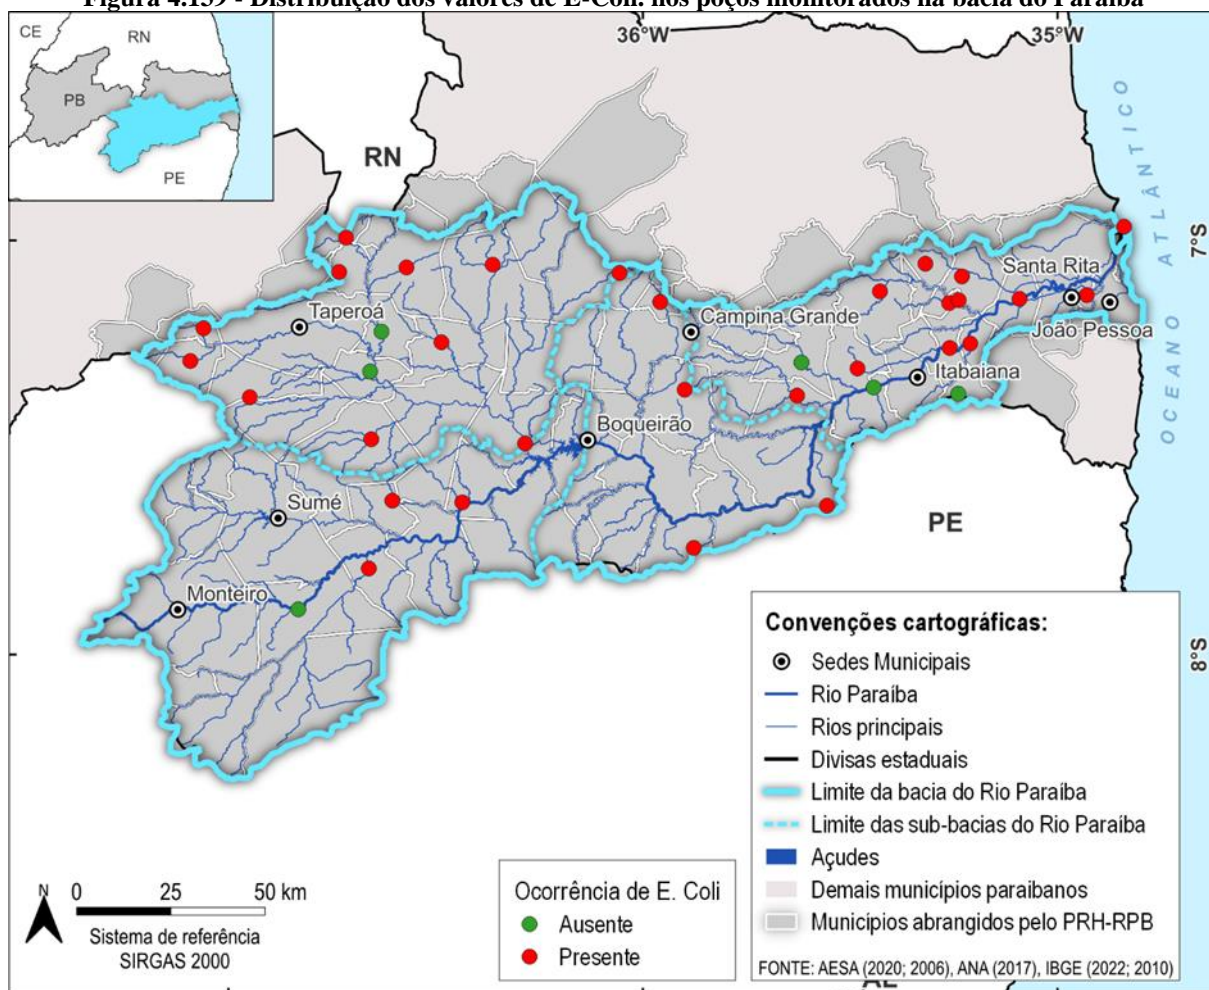 Figura 4.159 - Distribuição dos valores de E-Coli. nos poços monitorados na bacia do Paraíba
36°W
35°W
CE
RN
PB
PE
RN
OCEANO ATLÂNTICO
7°S
Santa Rita
Taperoá
Campina Grande
João Pessoa
Itabaiana
Boqueirão
Sumé
PE
Monteiro
8°S
Convenções cartográficas:
Sedes Municipais
Rio Paraíba
Rios principais
Divisas estaduais
Limite da bacia do Rio Paraíba
Limite das sub-bacias do Rio Paraíba
Açudes
Demais municípios paraibanos
Municípios abrangidos pelo PRH-RPB
FONTE: AESA (2020; 2006), ANA (2017), IBGE (2022; 2010)
Ocorrência de E. Coli
Ausente
Presente
N
0 25 50 km
Sistema de referência
SIRGAS 2000
AL